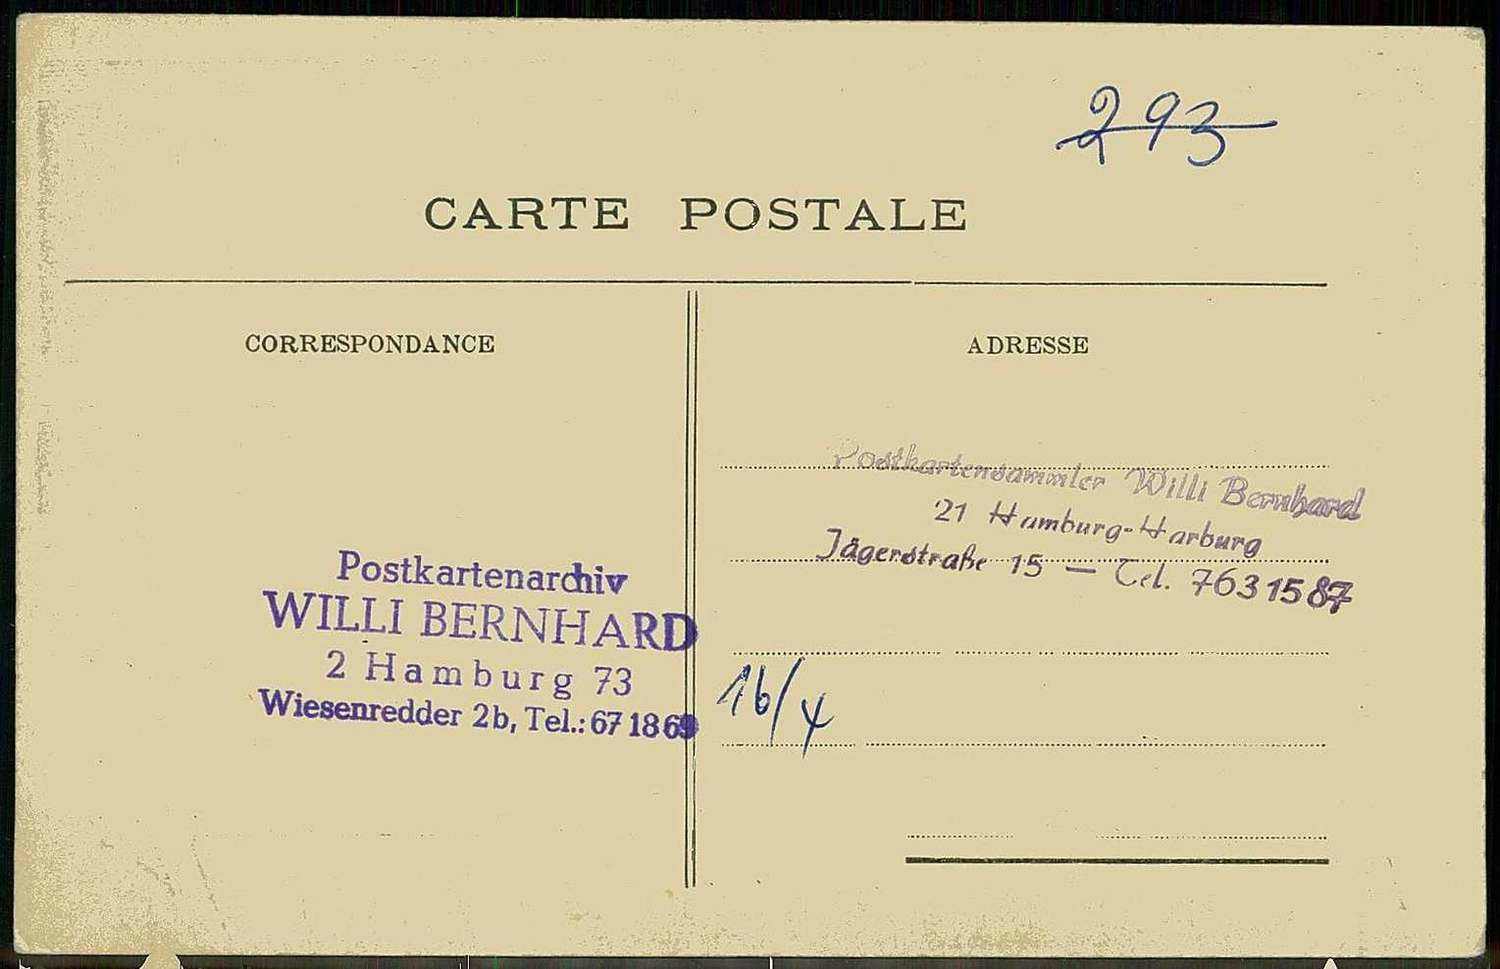 293
CARTE POSTALE
CORRESPONDANCE
ADRESSE
Postkartensammler Willi Bernhard
21 Hamburg-Harburg
Jägerstraße 15 — Tel. 7631587
Postkartenarchiv
WILLI BERNHARD
2 Hamburg 73
Wiesenredder 2b, Tel.: 67 18 69
16/4